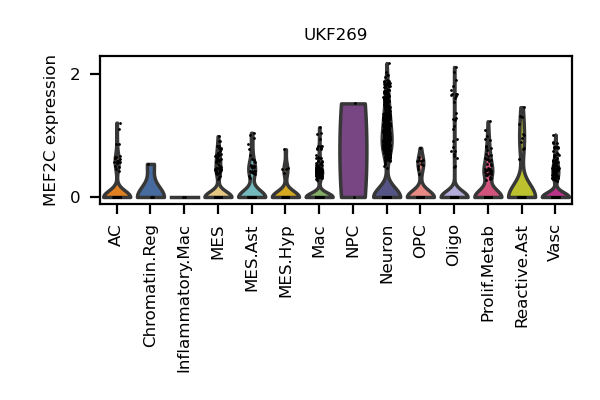 UKF269
MEF2C expression
2
0
AC
Chromatin.Reg
Inflammatory.Mac
MES
MES.Ast
MES.Hyp
Mac
NPC
Neuron
OPC
Oligo
Prolif.Metab
Reactive.Ast
Vasc